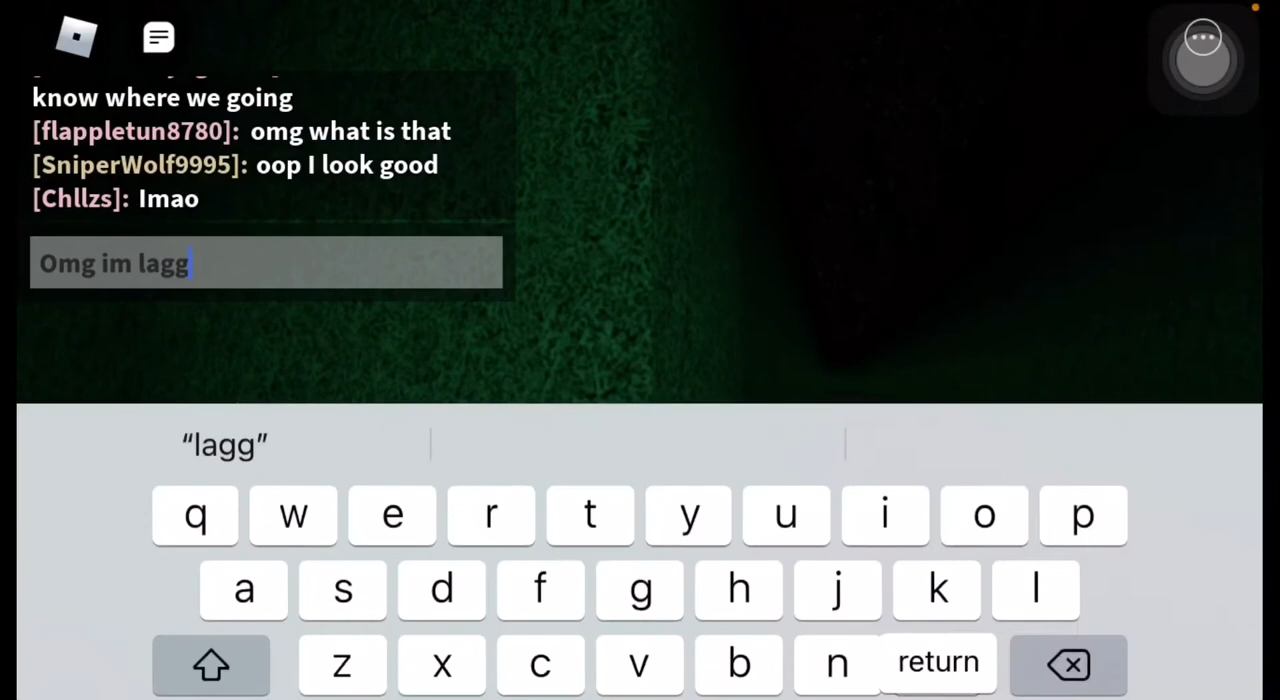 know where we going
[flappletun8780]: omg what is that
[SniperWolf9995]: oop I look good
[Chllzs]: lmao
Omg im lagg
“lagg”
q w e r t y u i o p
a s d f g h j k l
z x c v b n return